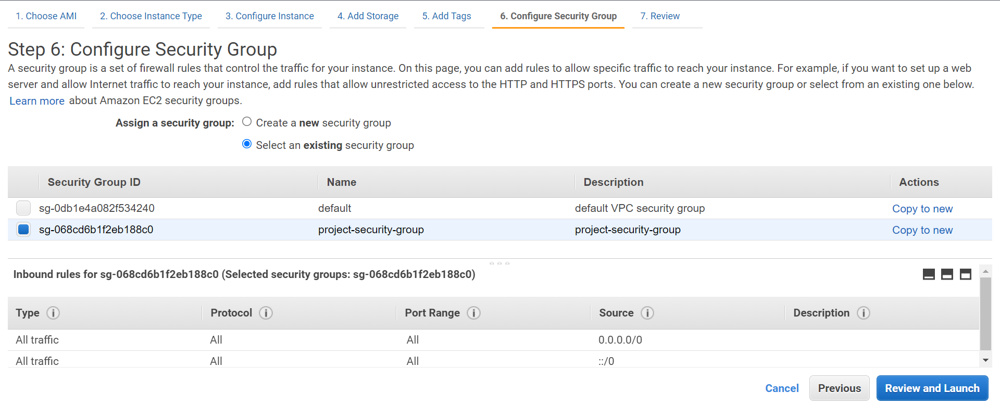 1. Choose AMI 2. Choose Instance Type 3. Configure Instance 4. Add Storage 5. Add Tags 6. Configure Security Group 7. Review
Step 6: Configure Security Group
A security group is a set of firewall rules that control the traffic for your instance. On this page, you can add rules to allow specific traffic to reach your instance. For example, if you want to set up a web
server and allow Internet traffic to reach your instance, add rules that allow unrestricted access to the HTTP and HTTPS ports. You can create a new security group or select from an existing one below.
Learn more about Amazon EC2 security groups.
Assign a security group: Create a new security group
Select an existing security group
Security Group ID Name Description Actions
sg-0db1e4a082f534240 default default VPC security group Copy to new
sg-068cd6b1f2eb188c0 project-security-group project-security-group Copy to new
Inbound rules for sg-068cd6b1f2eb188c0 (Selected security groups: sg-068cd6b1f2eb188c0)
Type i Protocol i Port Range i Source i Description i
All traffic All All 0.0.0.0/0
All traffic All All ::/0
Cancel Previous Review and Launch